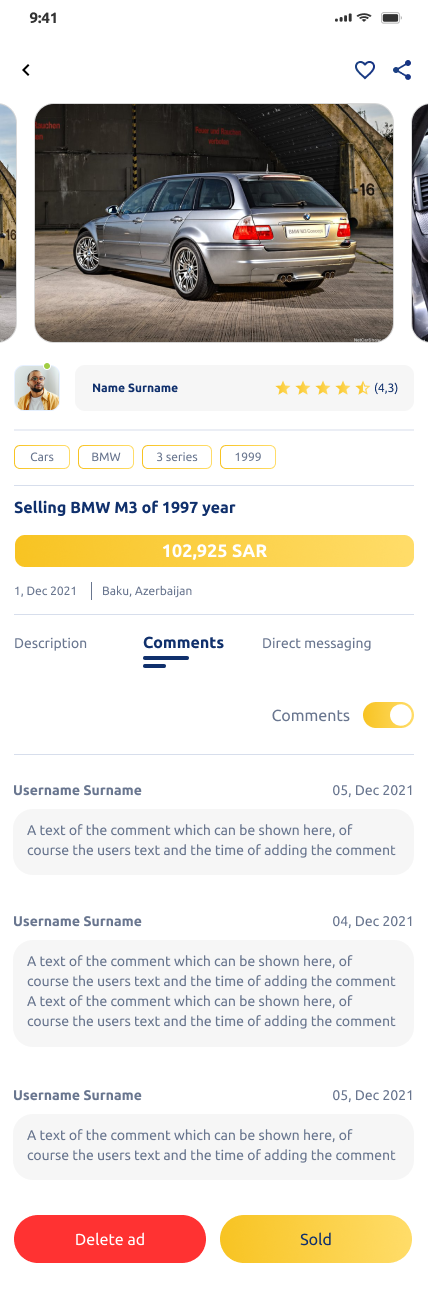 9:41
Name Surname
(4,3)
Cars
BMW
3 series
1999
Selling BMW M3 of 1997 year
102,925 SAR
1, Dec 2021
Baku, Azerbaijan
Description
Comments
Direct messaging
Comments
Username Surname
05, Dec 2021
A text of the comment which can be shown here, of
course the users text and the time of adding the comment
Username Surname
04, Dec 2021
A text of the comment which can be shown here, of
course the users text and the time of adding the comment
A text of the comment which can be shown here, of
course the users text and the time of adding the comment
Username Surname
05, Dec 2021
A text of the comment which can be shown here, of
course the users text and the time of adding the comment
Delete ad
Sold